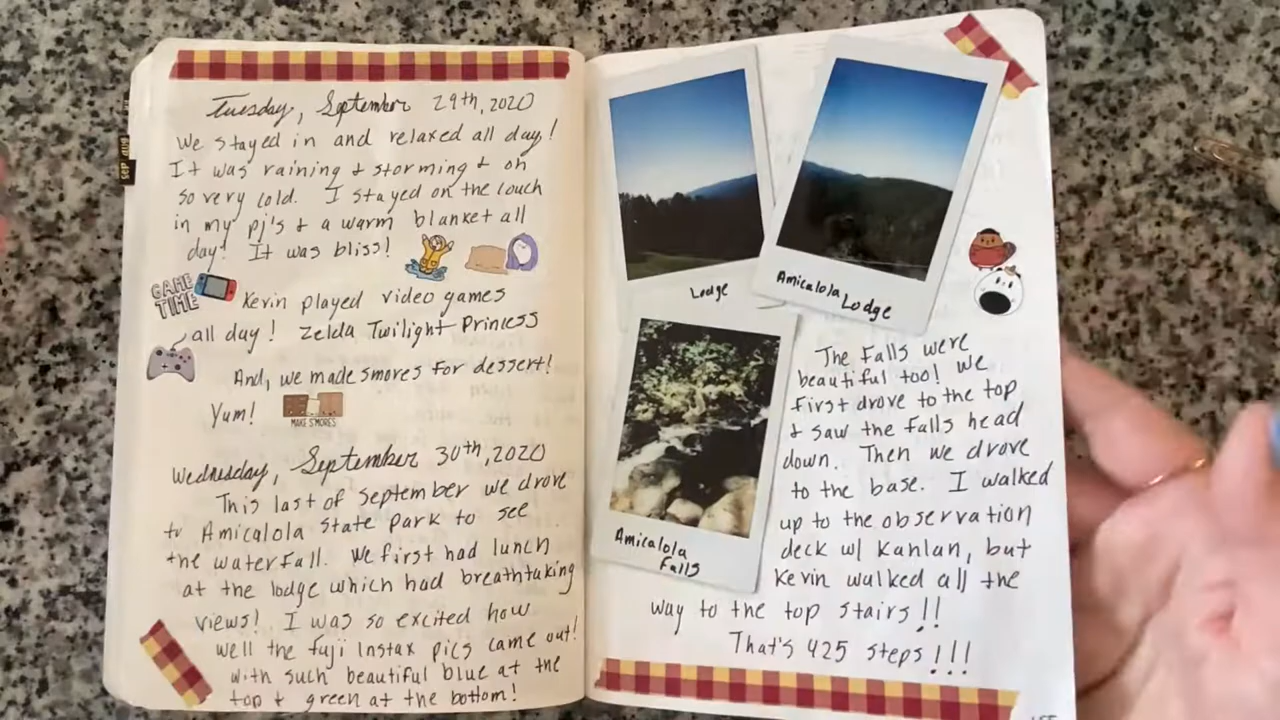 Tuesday, September 29th, 2020
We stayed in and relaxed all day!
It was raining & storming & oh
so very cold. I stayed on the couch
in my pj's & a warm blanket all
day! It was bliss!
GAME
TIME
Kevin played video games
all day! Zelda Twilight Princess
And, we made smores for dessert!
Yum!
MAKE S'MORES
Wednesday, September 30th, 2020
This last of september we drove
to Amicalola State Park to see
the waterfall. We first had lunch
at the lodge which had breathtaking
views! I was so excited how
well the fuji Instax pics came out!
with such beautiful blue at the
top & green at the bottom!
sep aug
Lodge
Amicalola Lodge
Amicalola
Falls
The Falls were
beautiful too! We
first drove to the top
& saw the falls head
down. Then we drove
to the base. I walked
up to the observation
deck w/ Kahlan, but
Kevin walked all the
way to the top stairs!!
That's 425 steps!!!